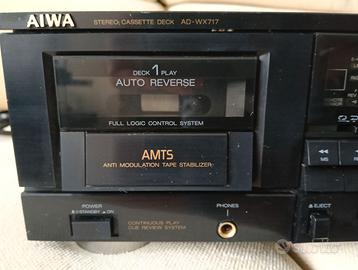 AIWA STEREO CASSETTE DECK AD-WX717
DECK 1 PLAY
AUTO REVERSE
FULL LOGIC CONTROL SYSTEM
AMTS
ANTI MODULATION TAPE STABILIZER
POWER
STANDBY ON
PHONES
EJECT
CONTINUOUS PLAY
CUE REVIEW SYSTEM
MS